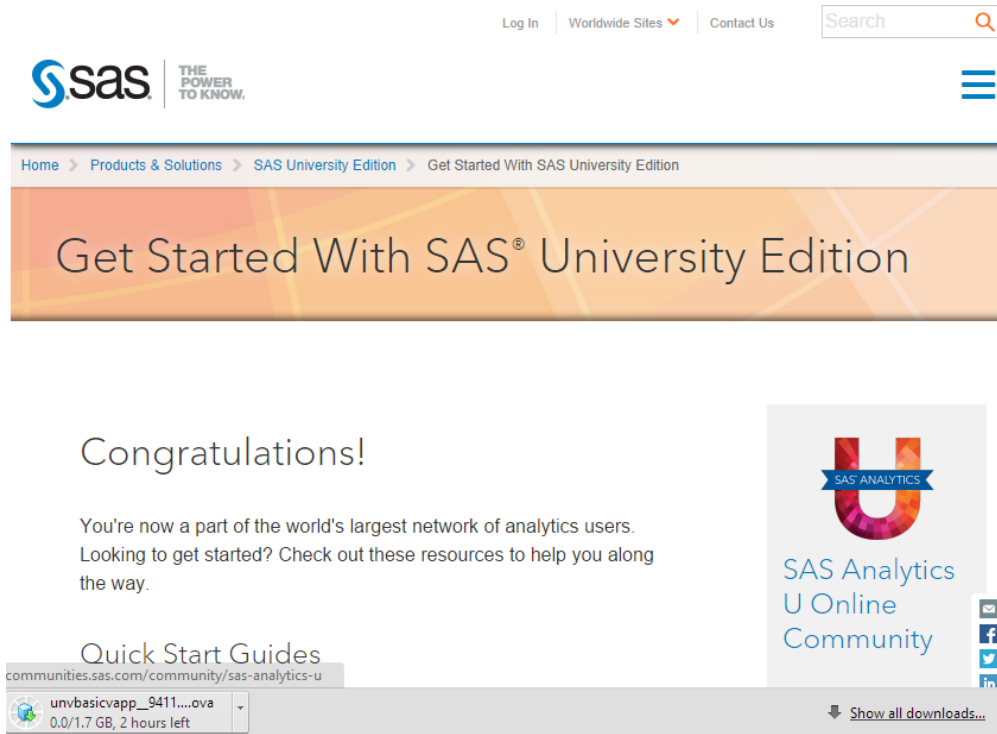 Log In Worldwide Sites Contact Us Search
sas THE
POWER
TO KNOW.
Home Products & Solutions SAS University Edition Get Started With SAS University Edition
Get Started With SAS® University Edition
Congratulations!
You're now a part of the world's largest network of analytics users.
Looking to get started? Check out these resources to help you along
the way.
Quick Start Guides
SAS® ANALYTICS
U
SAS Analytics
U Online
Community
communities.sas.com/community/sas-analytics-u
unvbasicvapp__9411....ova
0.0/1.7 GB, 2 hours left
Show all downloads...